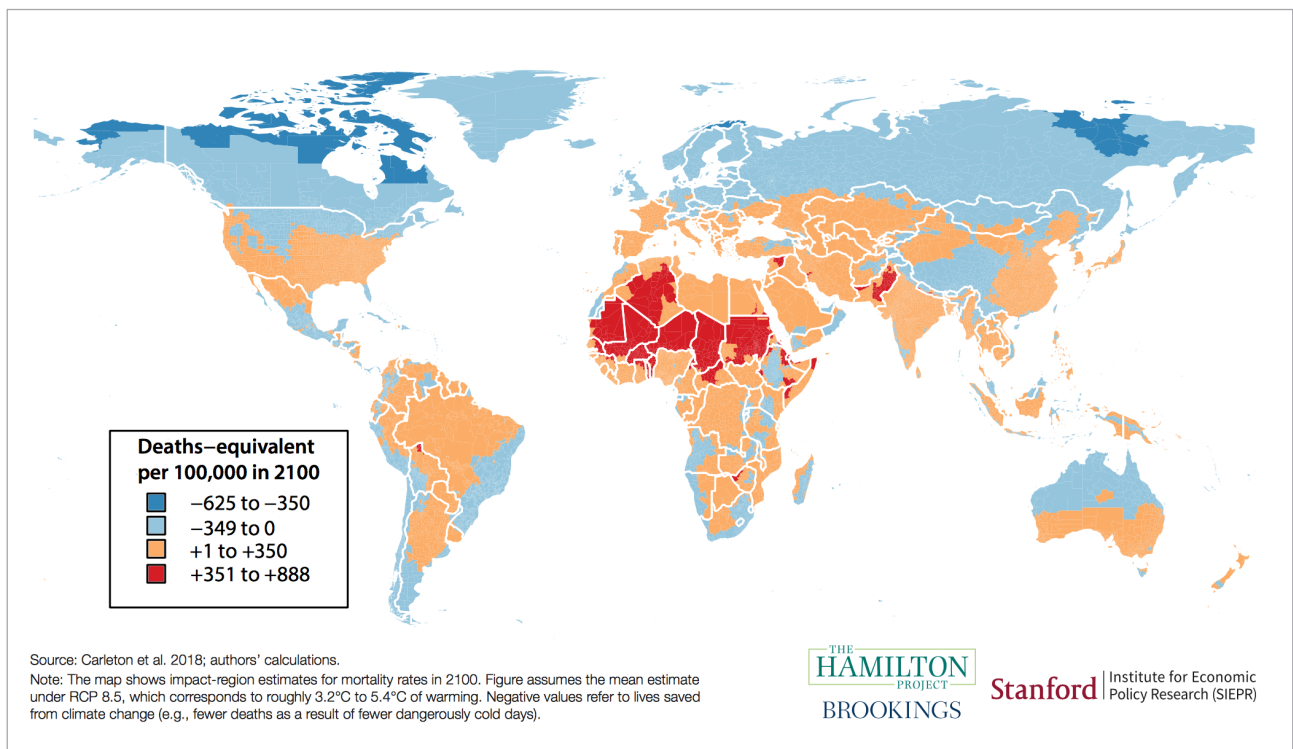 Deaths−equivalent
per 100,000 in 2100
−625 to −350
−349 to 0
+1 to +350
+351 to +888
Source: Carleton et al. 2018; authors' calculations.
Note: The map shows impact-region estimates for mortality rates in 2100. Figure assumes the mean estimate
under RCP 8.5, which corresponds to roughly 3.2°C to 5.4°C of warming. Negative values refer to lives saved
from climate change (e.g., fewer deaths as a result of fewer dangerously cold days).
THE
HAMILTON
PROJECT
BROOKINGS
Stanford
Institute for Economic
Policy Research (SIEPR)